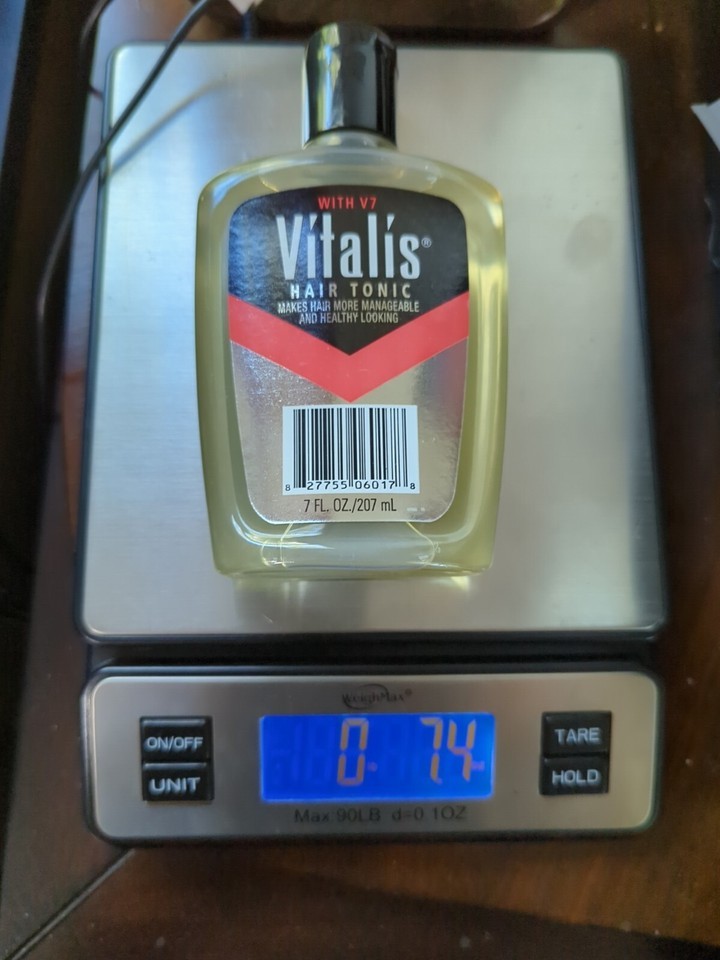 WITH V7
Vitalis®
HAIR TONIC
MAKES HAIR MORE MANAGEABLE
AND HEALTHY LOOKING
8 27755 06017 8
7 FL. OZ./207 mL
WeighMax®
ON/OFF
UNIT
0 7.4
TARE
HOLD
Max:90LB d=0.1OZ